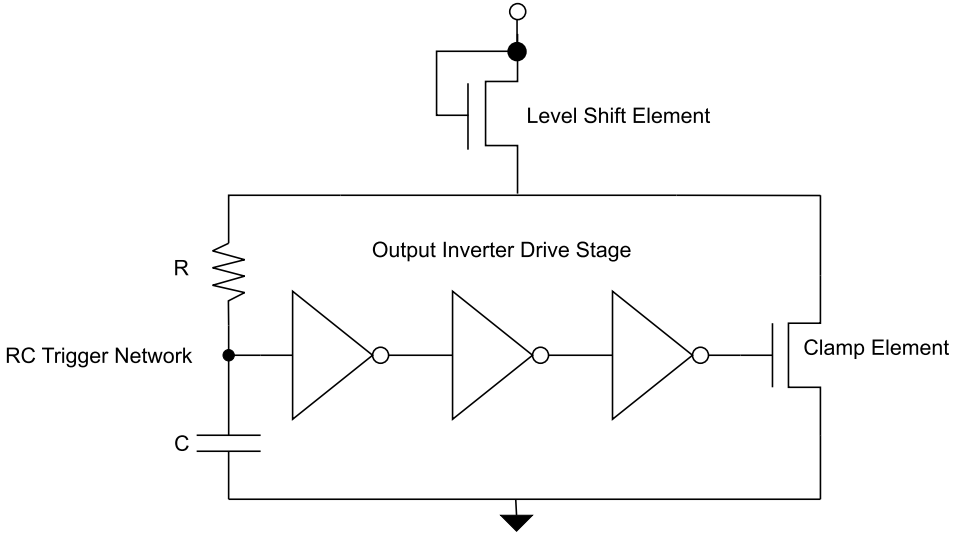 Level Shift Element
Output Inverter Drive Stage
R
RC Trigger Network
Clamp Element
C